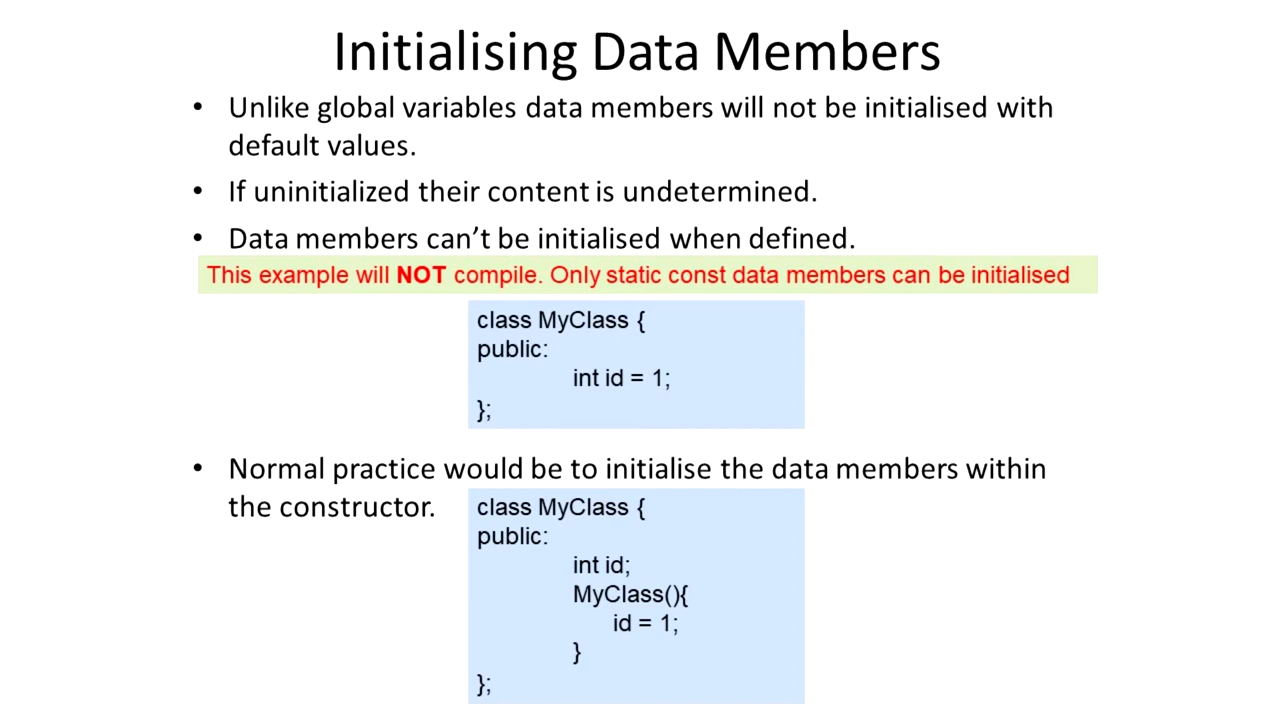 Initialising Data Members
• Unlike global variables data members will not be initialised with
default values.
• If uninitialized their content is undetermined.
• Data members can’t be initialised when defined.
This example will NOT compile. Only static const data members can be initialised
class MyClass {
public:
int id = 1;
};
• Normal practice would be to initialise the data members within
the constructor.
class MyClass {
public:
int id;
MyClass(){
id = 1;
}
};